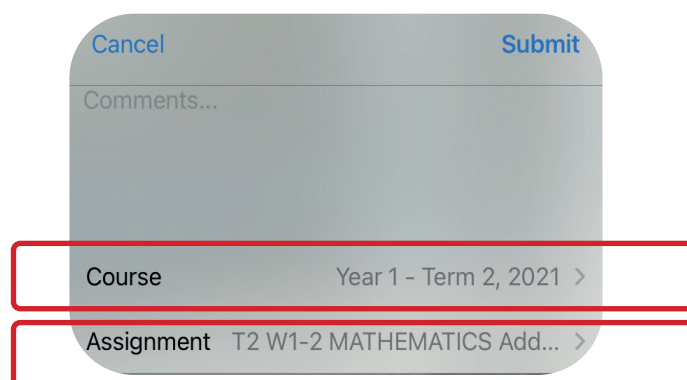 Cancel Submit
Comments...
Course Year 1 - Term 2, 2021 >
Assignment T2 W1-2 MATHEMATICS Add... >